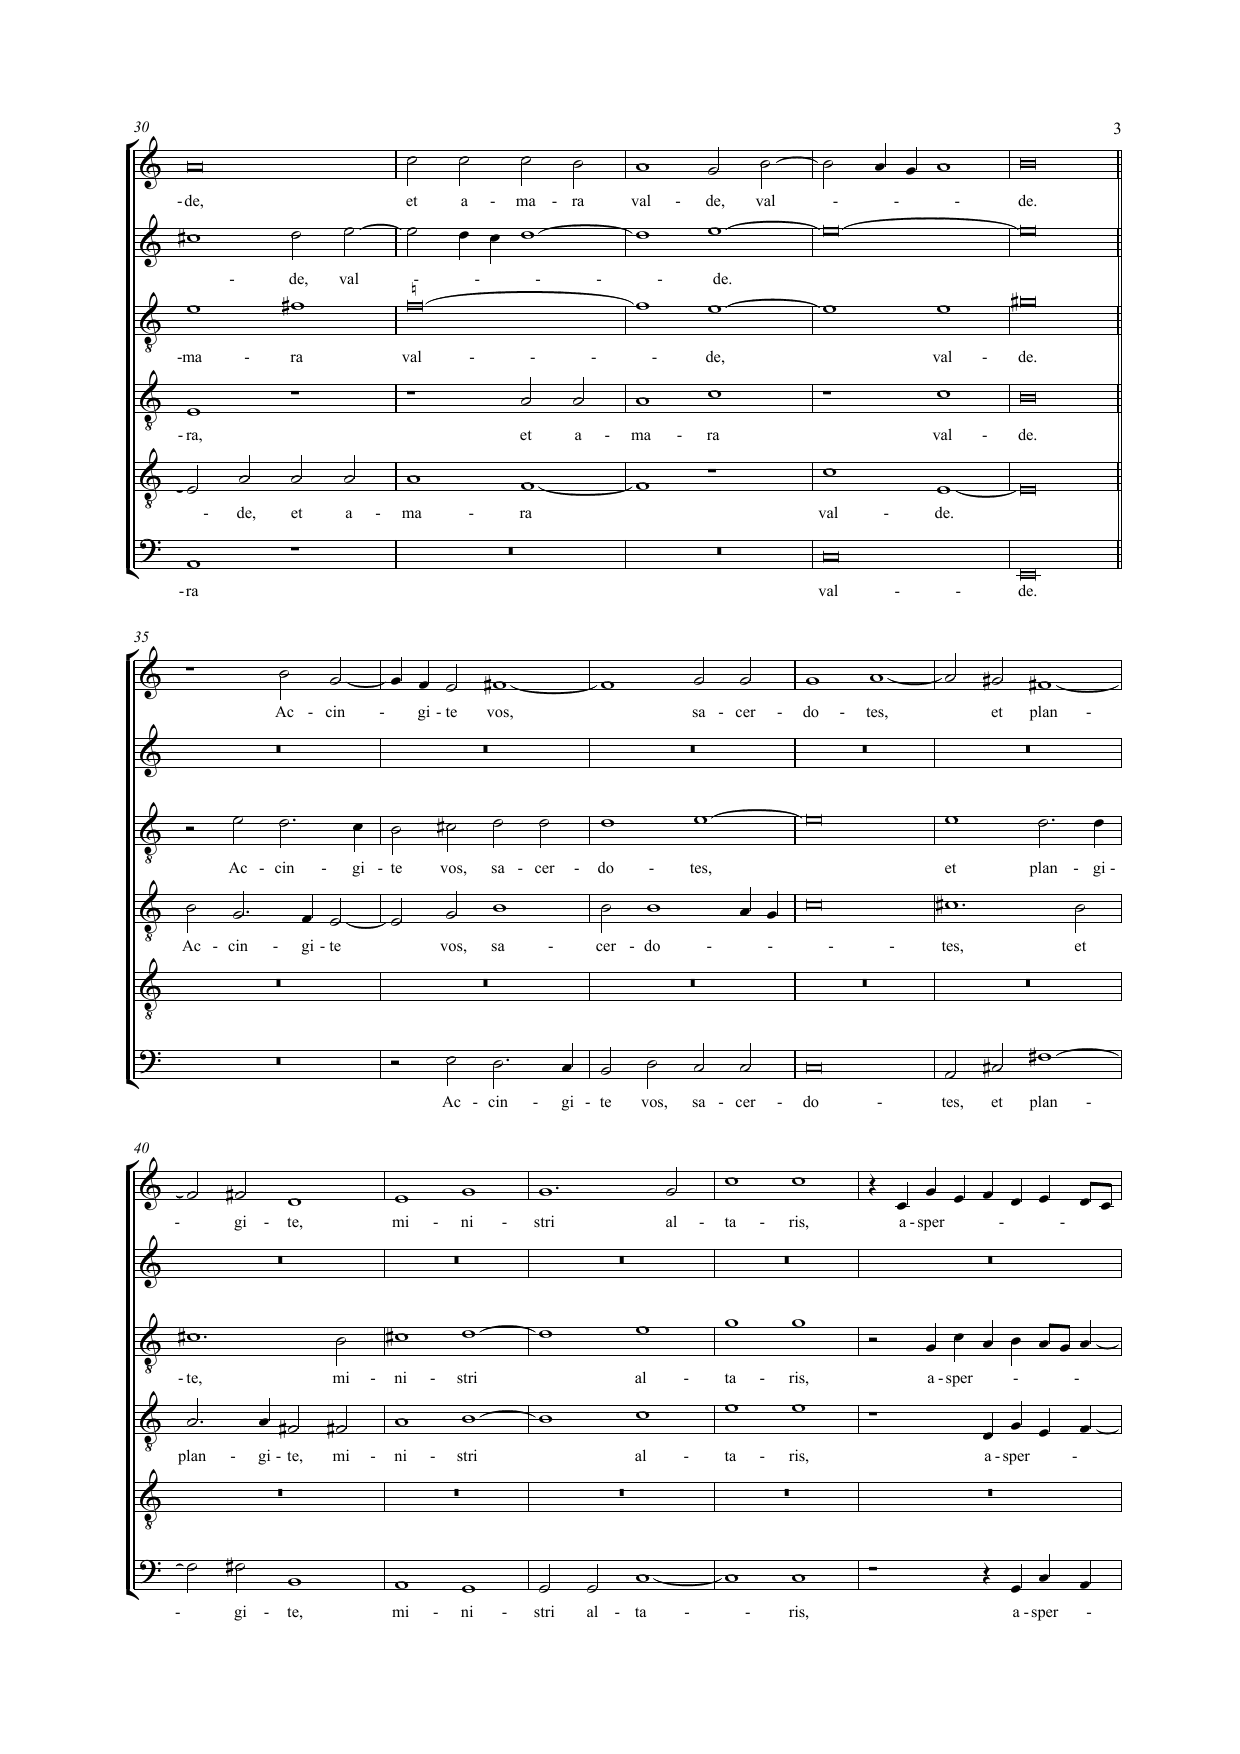 30
3
-de, et a - ma - ra val - de, val - - - de.
- de, val - - - - - de.
-ma - ra val - - - - de, val - de.
-ra, et a - ma - ra val - de.
- de, et a - ma - ra val - de.
-ra val - - de.
35
Ac - cin - gi - te vos, sa - cer - do - tes, et plan -
Ac - cin - gi - te vos, sa - cer - do - tes, et plan - gi -
Ac - cin - gi - te vos, sa - cer - do - - - - tes, et
Ac - cin - gi - te vos, sa - cer - do - tes, et plan -
40
- gi - te, mi - ni - stri al - ta - ris, a - sper - - -
-te, mi - ni - stri al - ta - ris, a - sper - - -
plan - gi - te, mi - ni - stri al - ta - ris, a - sper -
- gi - te, mi - ni - stri al - ta - - ris, a - sper -